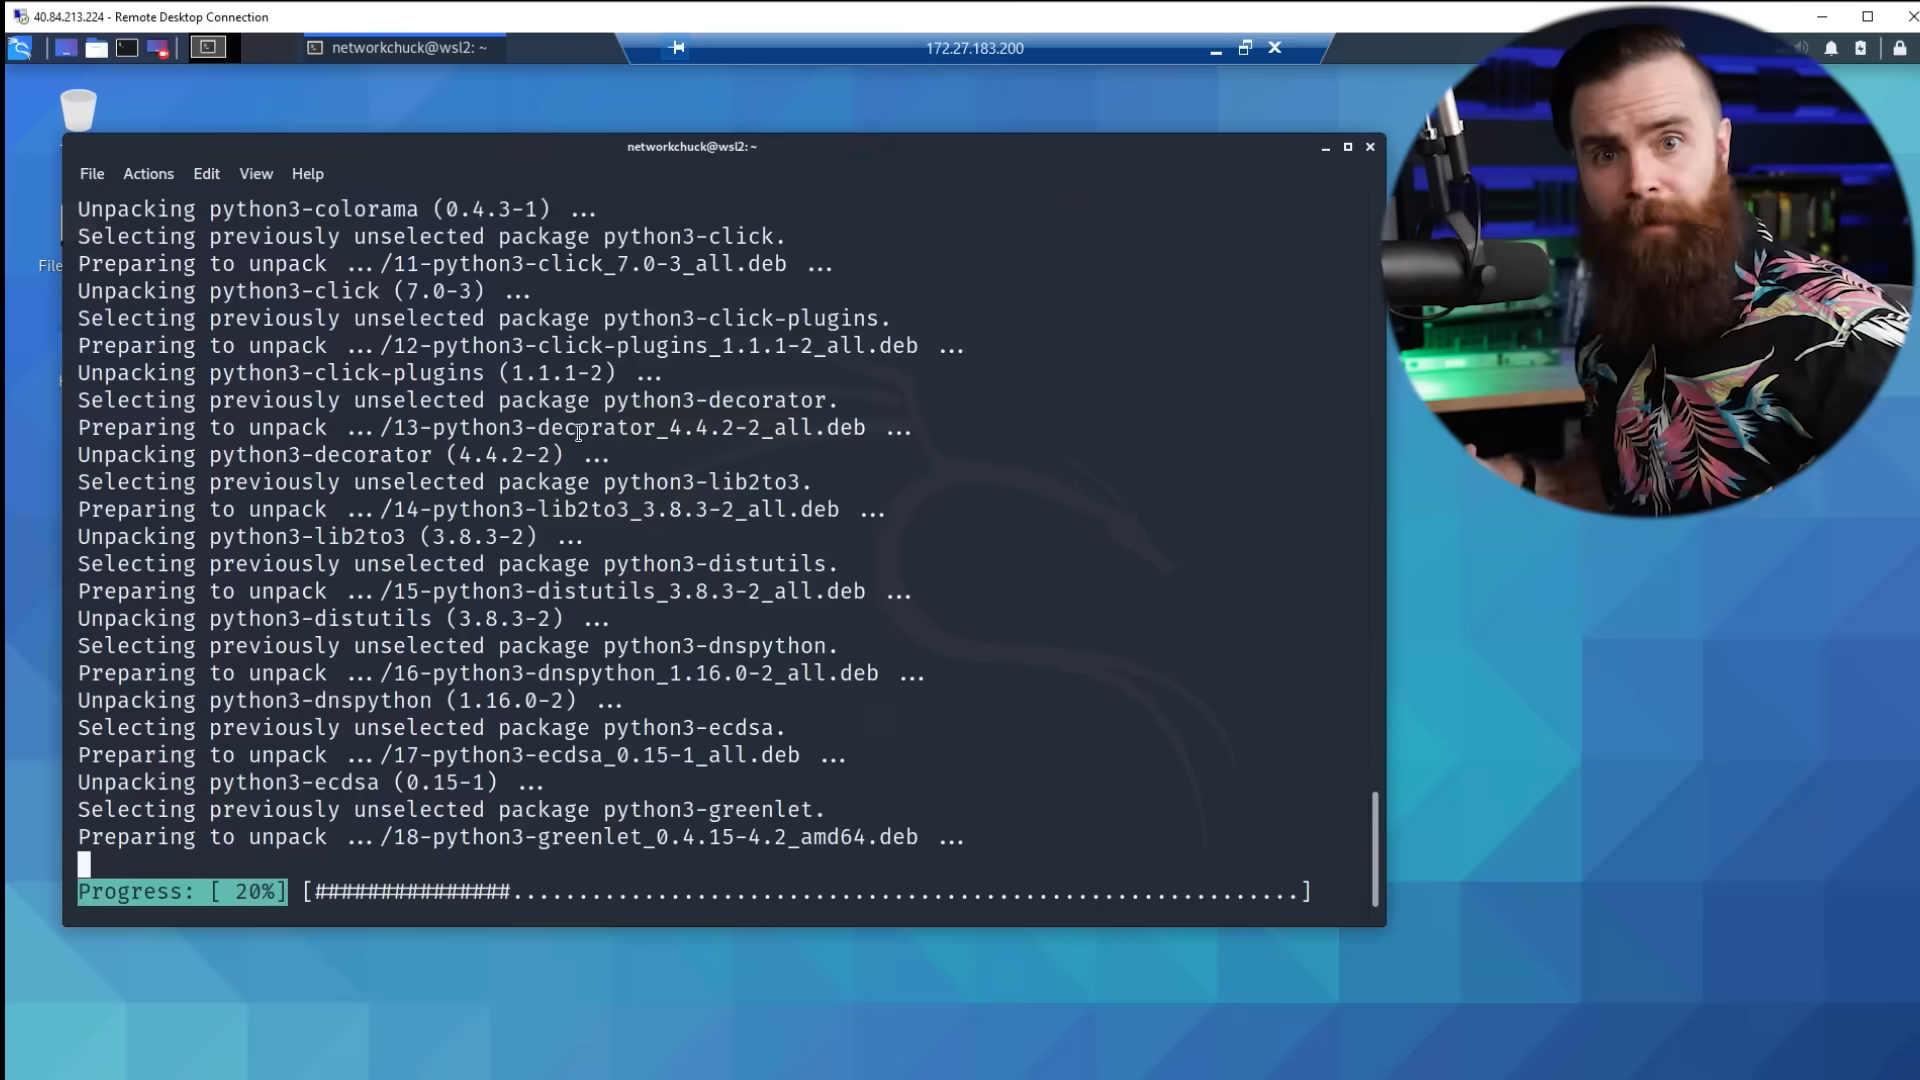 40.84.213.224 - Remote Desktop Connection
networkchuck@wsl2: ~
172.27.183.200
networkchuck@wsl2: ~
File Actions Edit View Help
File
Unpacking python3-colorama (0.4.3-1) ...
Selecting previously unselected package python3-click.
Preparing to unpack .../11-python3-click_7.0-3_all.deb ...
Unpacking python3-click (7.0-3) ...
Selecting previously unselected package python3-click-plugins.
Preparing to unpack .../12-python3-click-plugins_1.1.1-2_all.deb ...
Unpacking python3-click-plugins (1.1.1-2) ...
Selecting previously unselected package python3-decorator.
Preparing to unpack .../13-python3-decorator_4.4.2-2_all.deb ...
Unpacking python3-decorator (4.4.2-2) ...
Selecting previously unselected package python3-lib2to3.
Preparing to unpack .../14-python3-lib2to3_3.8.3-2_all.deb ...
Unpacking python3-lib2to3 (3.8.3-2) ...
Selecting previously unselected package python3-distutils.
Preparing to unpack .../15-python3-distutils_3.8.3-2_all.deb ...
Unpacking python3-distutils (3.8.3-2) ...
Selecting previously unselected package python3-dnspython.
Preparing to unpack .../16-python3-dnspython_1.16.0-2_all.deb ...
Unpacking python3-dnspython (1.16.0-2) ...
Selecting previously unselected package python3-ecdsa.
Preparing to unpack .../17-python3-ecdsa_0.15-1_all.deb ...
Unpacking python3-ecdsa (0.15-1) ...
Selecting previously unselected package python3-greenlet.
Preparing to unpack .../18-python3-greenlet_0.4.15-4.2_amd64.deb ...
Progress: [ 20%] [###############............................................................]